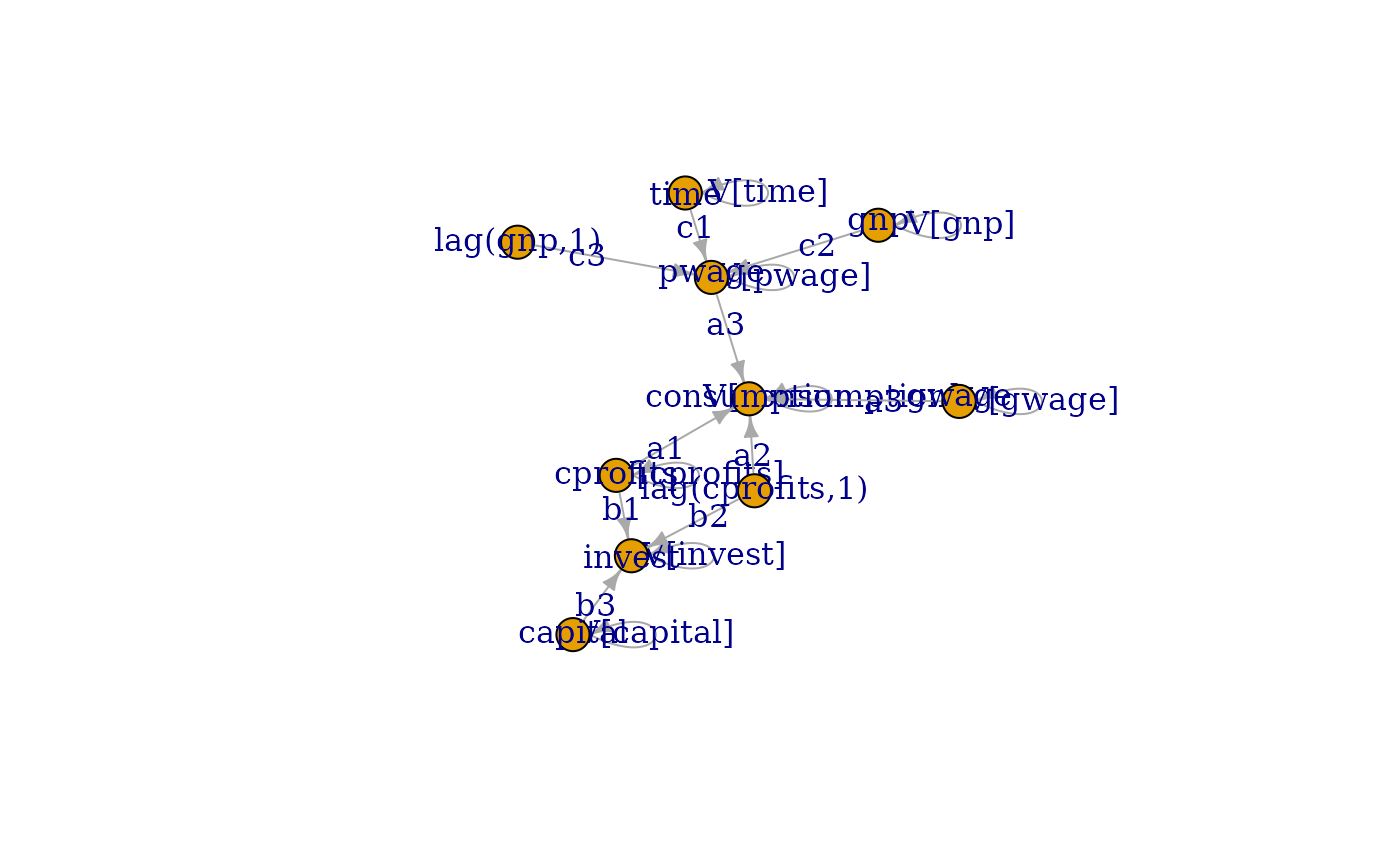 time
V[time]
gnp
V[gnp]
c1
lag(gnp,1)
c2
c3
pwage
V[pwage]
a3
consumption
V[consumption]
a3
gwage
V[gwage]
a1
a2
cprofits
V[cprofits]
lag(cprofits,1)
b1
b2
invest
V[invest]
b3
capital
V[capital]